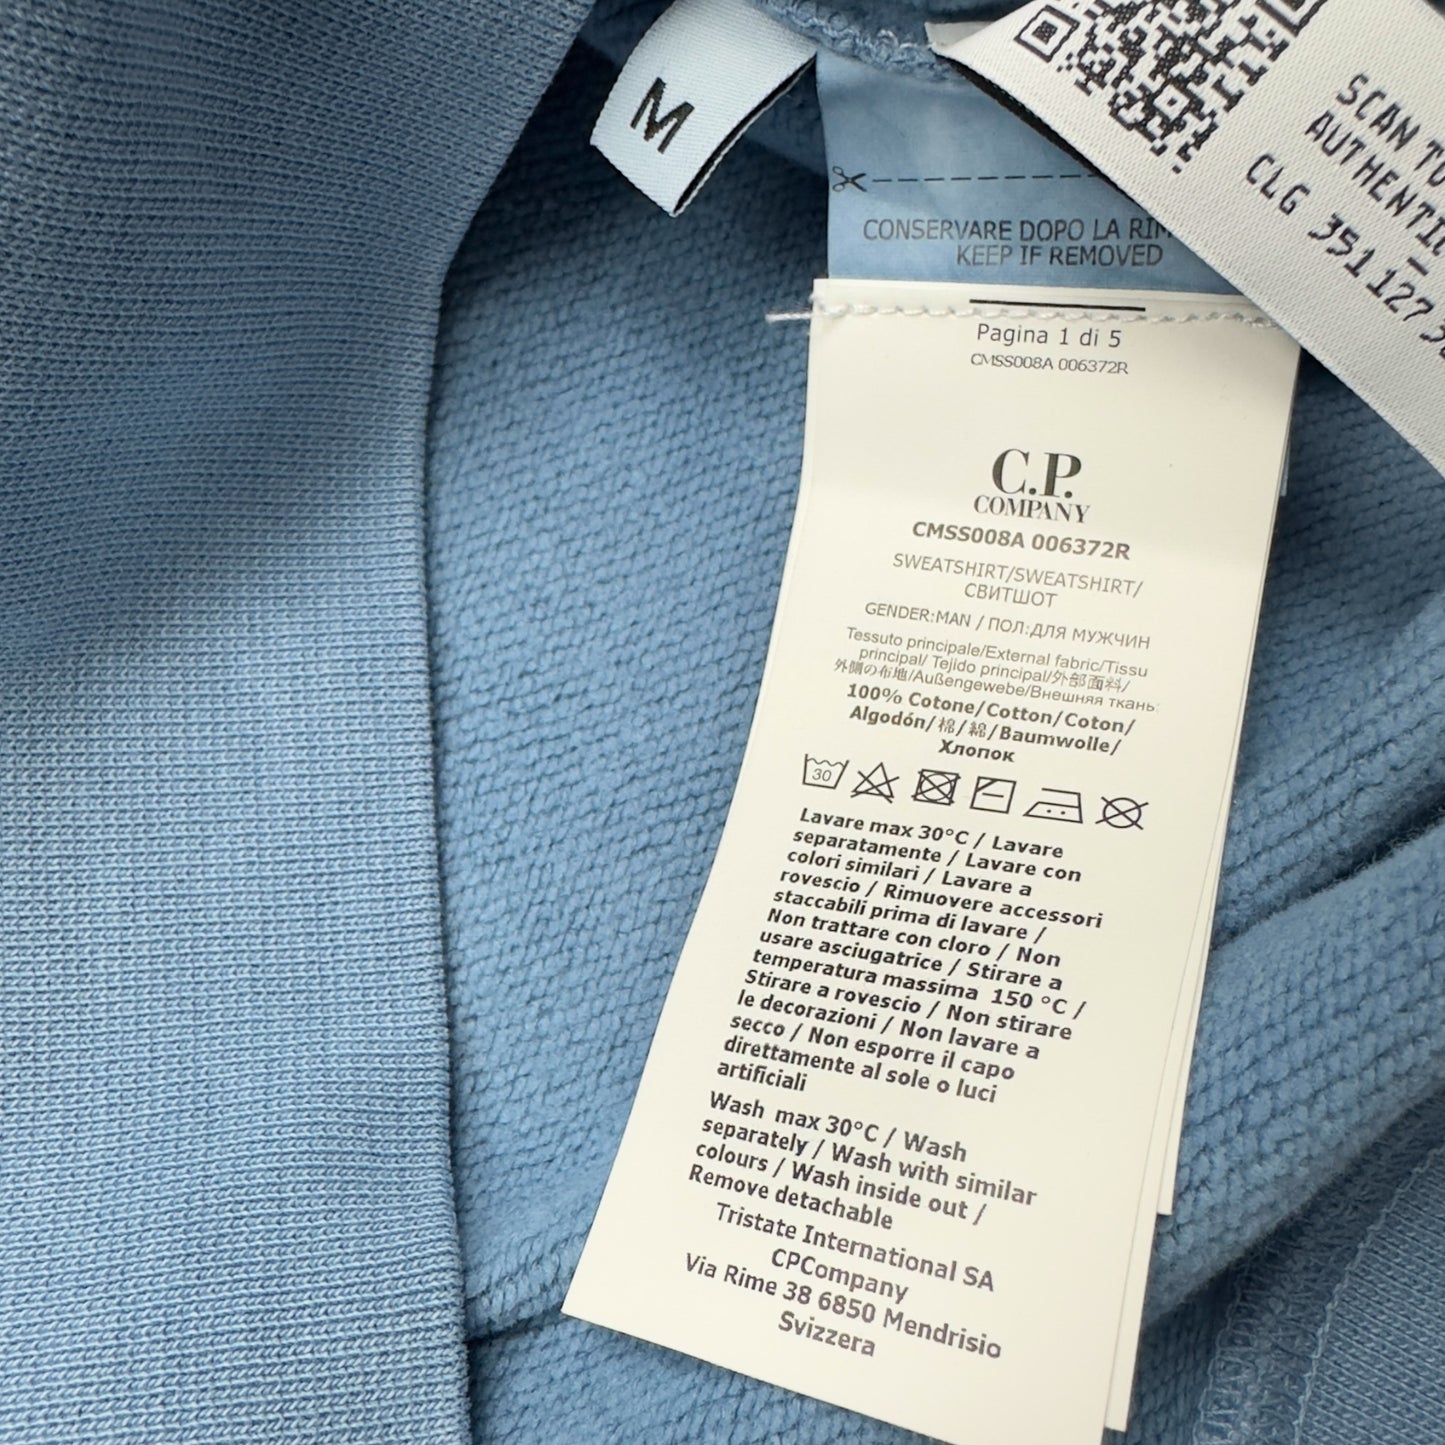 M
SCAN TO
AUTHENTIC
CLG 351 127
CONSERVARE DOPO LA
KEEP IF REMOVED
Pagina 1 di 5
CMSS008A 006372R
C.P.
COMPANY
CMSS008A 006372R
SWEATSHIRT/SWEATSHIRT/
СВИТШОТ
GENDER:MAN / ПОЛ:ДЛЯ МУЖЧИН
Tessuto principale/External fabric/Tissu
principal/ Tejido principal/外部面料/
外側の布地/Außengewebe/Внешняя ткань:
100% Cotone/Cotton/Coton/
Algodón/棉/綿/Baumwolle/
Хлопок
30
Lavare max 30°C / Lavare
separatamente / Lavare con
colori similari / Lavare a
rovescio / Rimuovere accessori
staccabili prima di lavare /
Non trattare con cloro / Non
usare asciugatrice / Stirare a
temperatura massima 150 °C /
Stirare a rovescio / Non stirare
le decorazioni / Non lavare a
secco / Non esporre il capo
direttamente al sole o luci
artificiali
Wash max 30°C / Wash
separately / Wash with similar
colours / Wash inside out /
Remove detachable
Tristate International SA
CPCompany
Via Rime 38 6850 Mendrisio
Svizzera